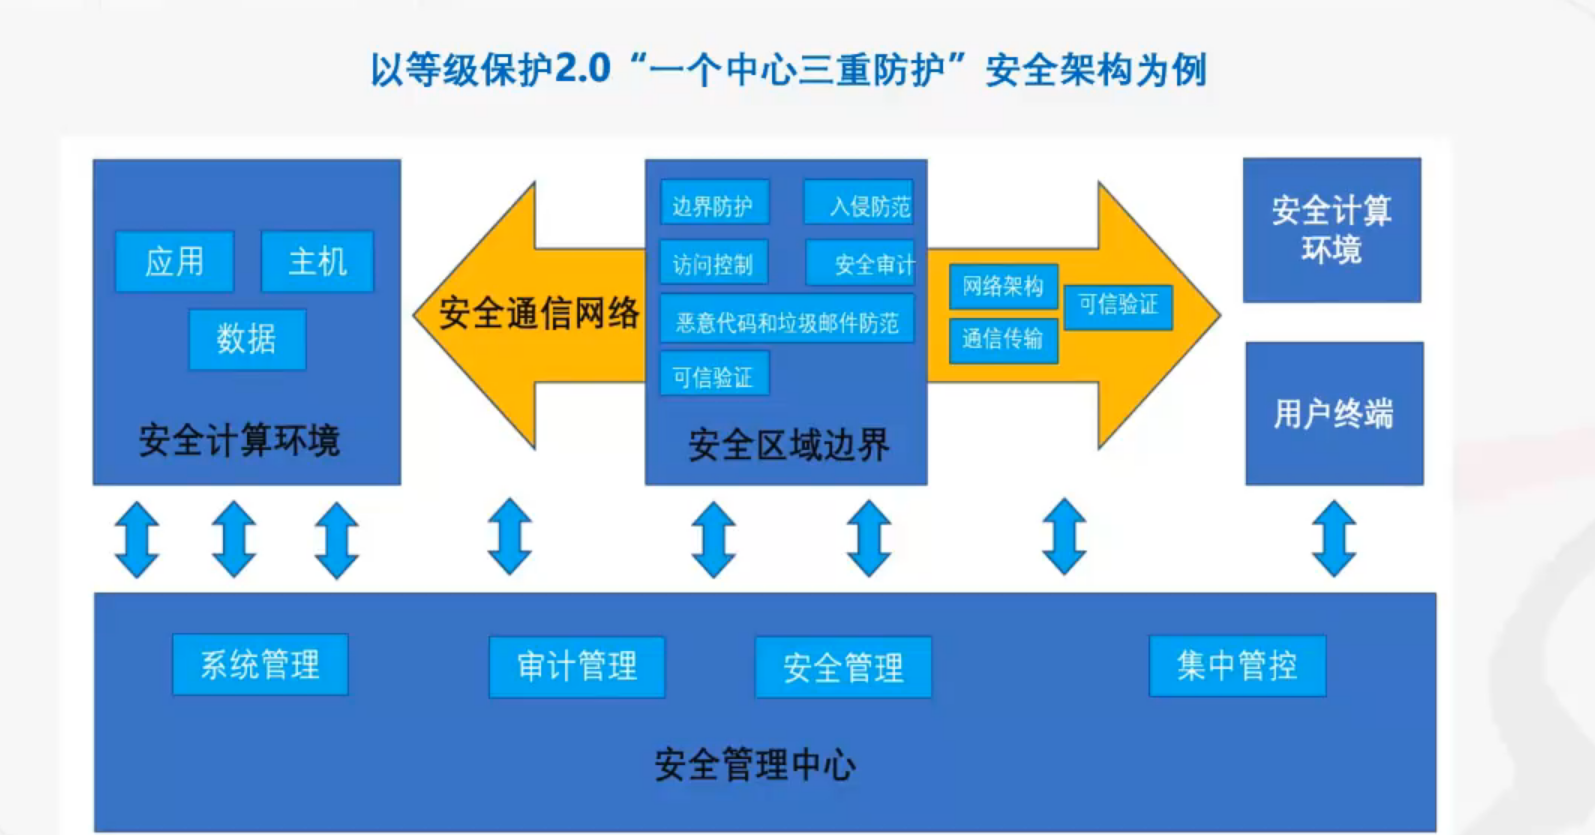 以等级保护2.0“一个中心三重防护”安全架构为例
应用
主机
数据
安全计算环境
安全通信网络
边界防护
入侵防范
访问控制
安全审计
恶意代码和垃圾邮件防范
可信验证
安全区域边界
网络架构
可信验证
通信传输
安全计算
环境
用户终端
系统管理
审计管理
安全管理
集中管控
安全管理中心